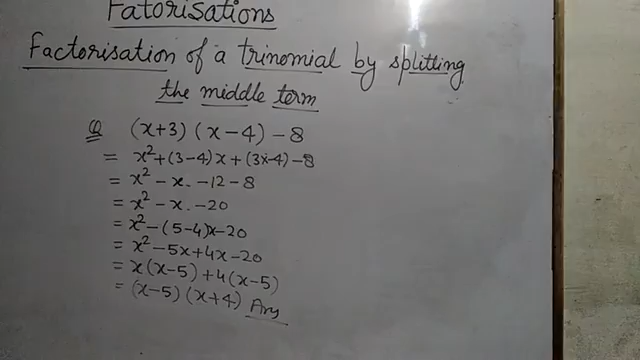 Fatorisations
Factorisation of a trinomial by splitting
the middle term
Q (x+3) (x-4) -8
= x²+(3-4)x+(3x-4)-8
= x² - x. -12-8
= x² - x. -20
= x² -(5-4)x-20
= x² -5x+4x-20
= x(x-5)+4(x-5)
= (x-5) (x+4) Ans